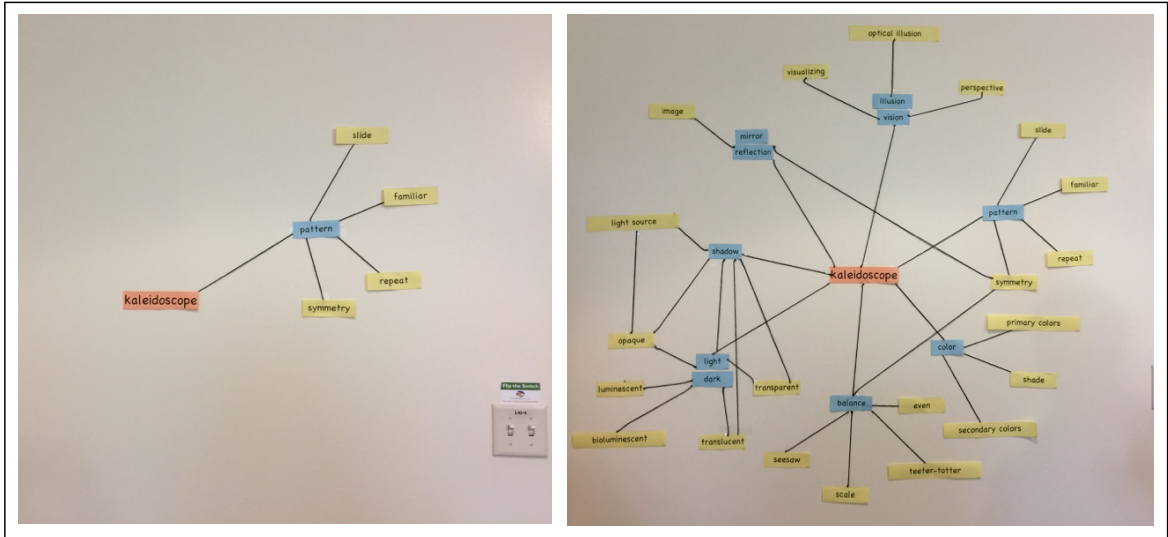 slide
familiar
pattern
repeat
kaleidoscope
symmetry
Flip the Switch
optical illusion
visualizing
perspective
illusion
vision
image
mirror
reflection
slide
familiar
pattern
light source
shadow
repeat
kaleidoscope
symmetry
primary colors
opaque
color
light
dark
shade
luminescent
transparent
balance
even
secondary colors
bioluminescent
translucent
seesaw
teeter-totter
scale